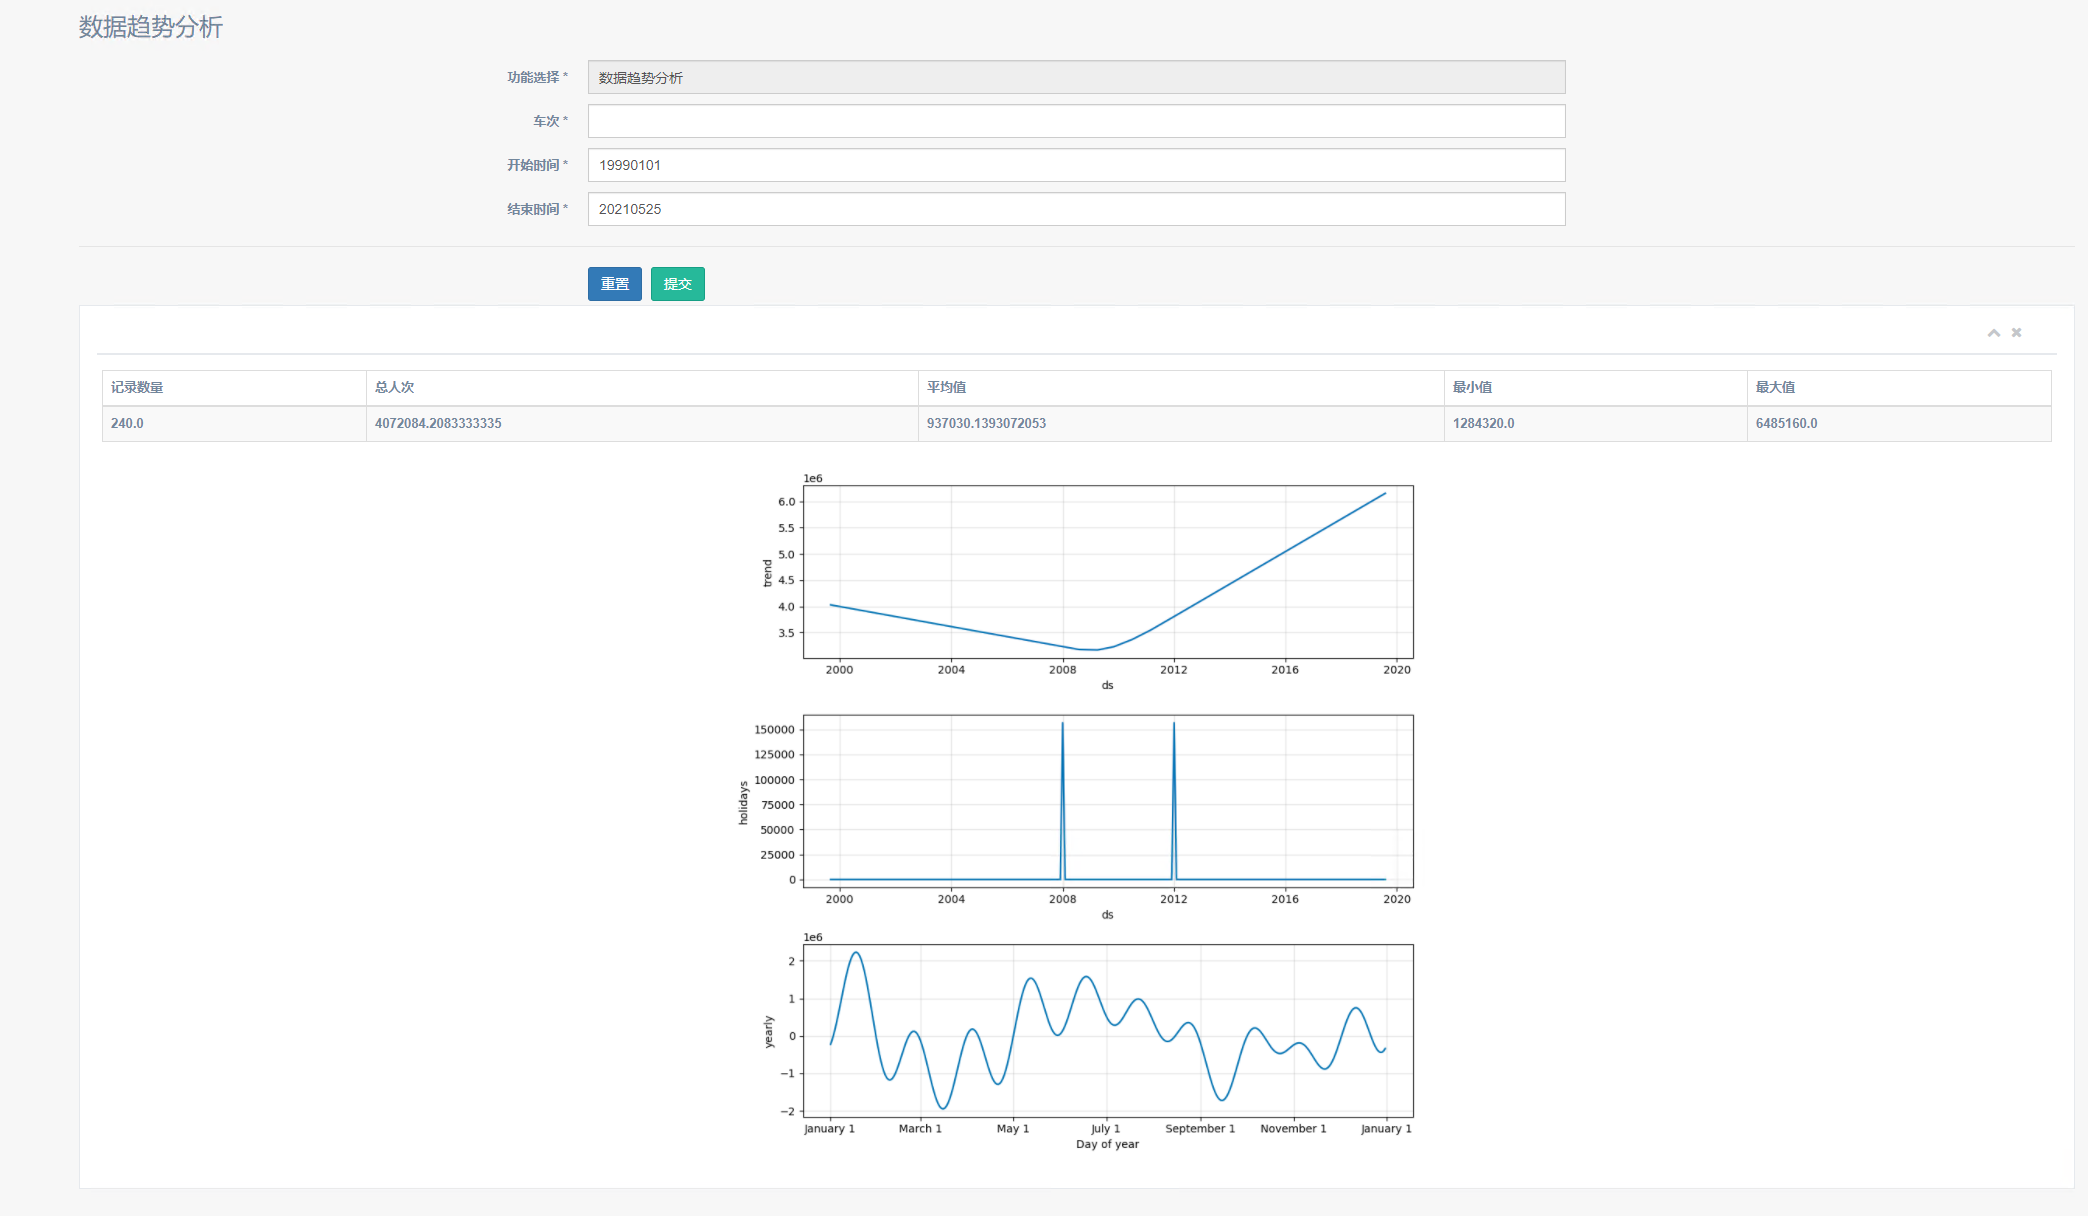 数据趋势分析
功能选择 * 数据趋势分析
车次 *
开始时间 * 19990101
结束时间 * 20210525
重置 提交
记录数量 总人次 平均值 最小值 最大值
240.0 4072084.2083333335 937030.1393072053 1284320.0 6485160.0
1e6
6.0
5.5
5.0
4.5
4.0
3.5
trend
2000 2004 2008 2012 2016 2020
ds
150000
125000
100000
75000
50000
25000
0
holidays
2000 2004 2008 2012 2016 2020
ds
1e6
2
1
0
−1
−2
yearly
January 1 March 1 May 1 July 1 September 1 November 1 January 1
Day of year